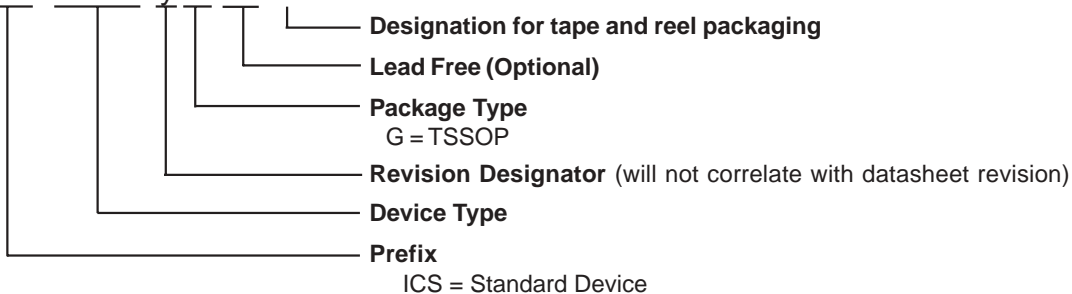 Designation for tape and reel packaging
Lead Free (Optional)
Package Type
G = TSSOP
Revision Designator (will not correlate with datasheet revision)
Device Type
Prefix
ICS = Standard Device